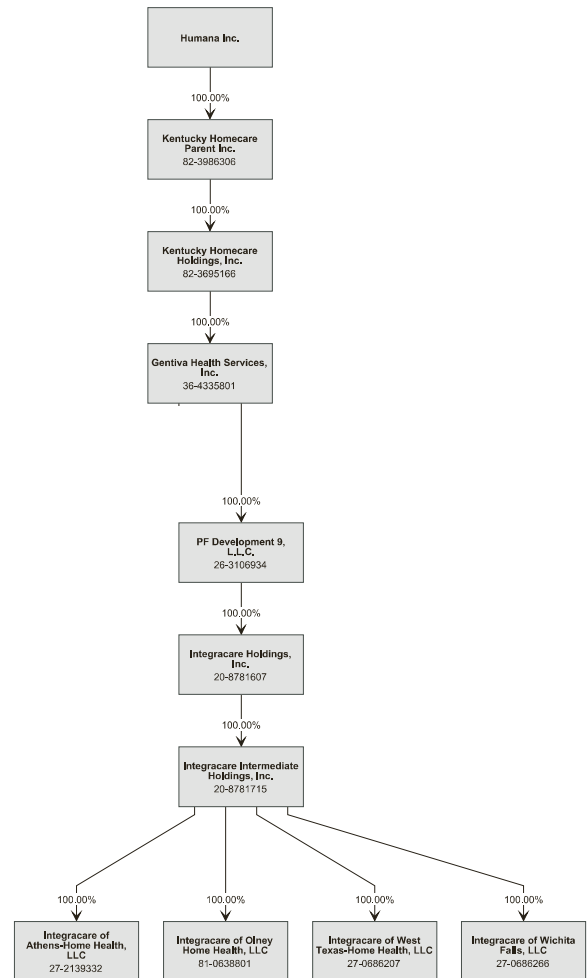 Humana Inc.
100.00%
Kentucky Homecare
Parent Inc.
82-3986306
100.00%
Kentucky Homecare
Holdings, Inc.
82-3695166
100.00%
Gentiva Health Services,
Inc.
36-4335801
100.00%
PF Development 9,
L.L.C.
26-3106934
100.00%
Integracare Holdings,
Inc.
20-8781607
100.00%
Integracare Intermediate
Holdings, Inc.
20-8781715
100.00%
Integracare of
Athens-Home Health,
LLC
27-2139332
100.00%
Integracare of Olney
Home Health, LLC
81-0638801
100.00%
Integracare of West
Texas-Home Health, LLC
27-0686207
100.00%
Integracare of Wichita
Falls, LLC
27-0686266